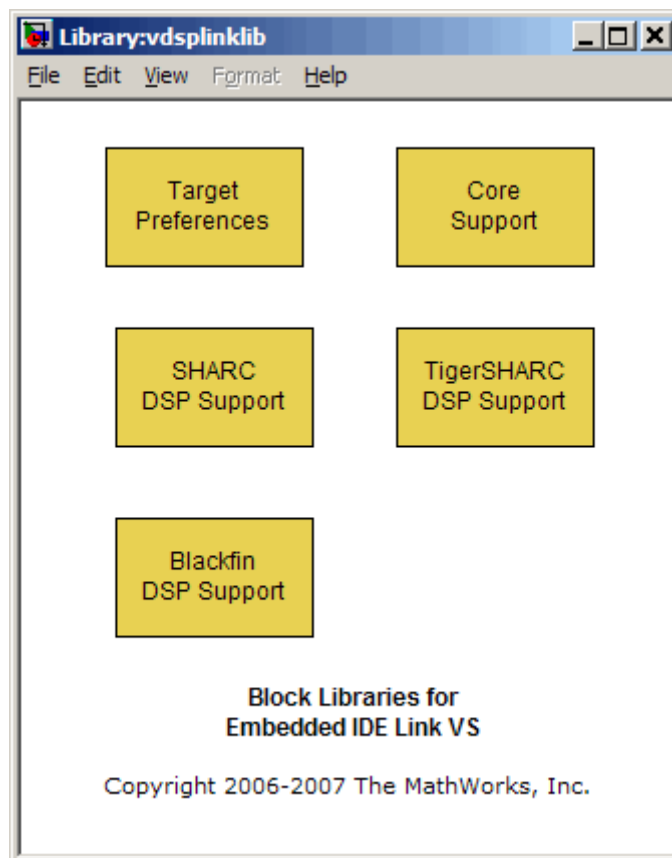 Library:vdsplinklib
File Edit View Format Help
Target
Preferences
Core
Support
SHARC
DSP Support
TigerSHARC
DSP Support
Blackfin
DSP Support
Block Libraries for
Embedded IDE Link VS
Copyright 2006-2007 The MathWorks, Inc.